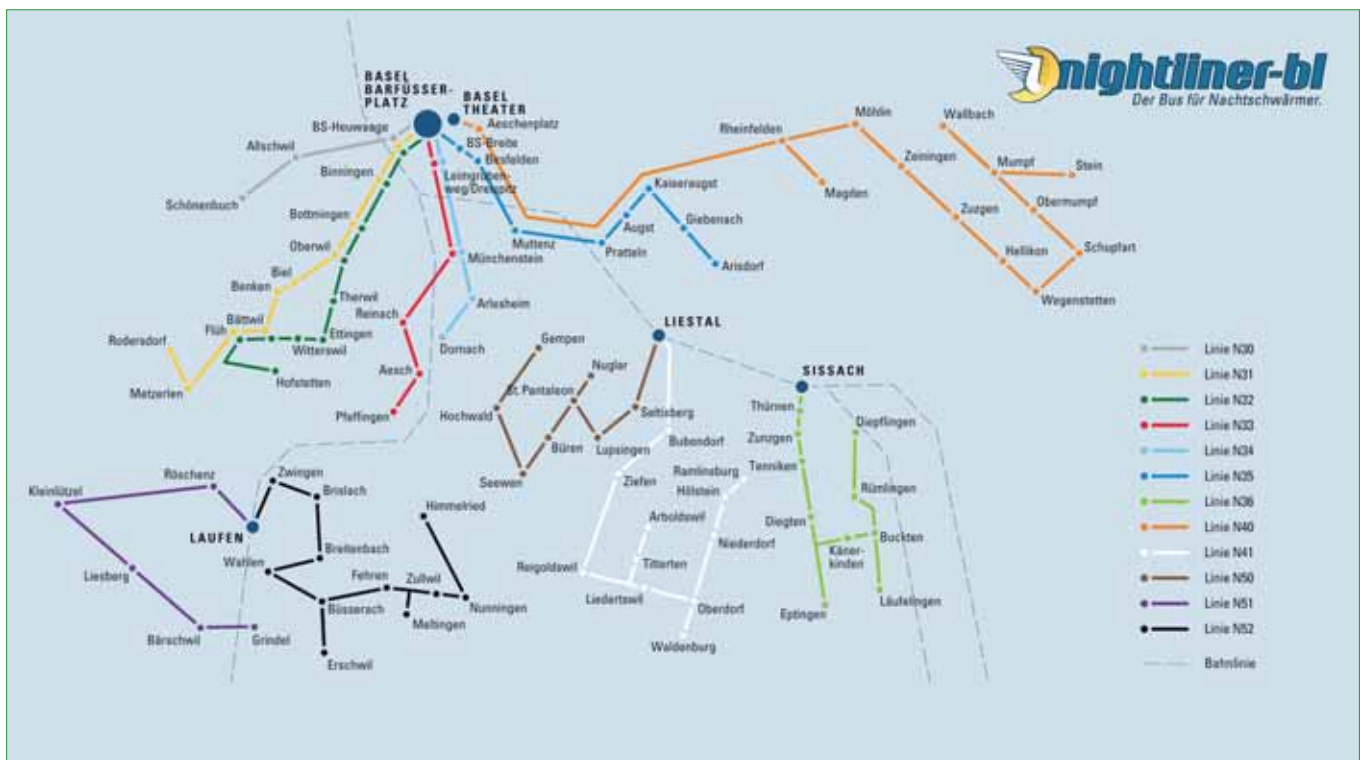 nightliner-bl
Der Bus für Nachtschwärmer.
BASEL
BARFÜSSER-
PLATZ
BASEL
THEATER
Aeschenplatz
BS-Heuwaage
BS-Breite
Birsfelden
Allschwil
Schönenbuch
Binningen
Leimgruben-
weg/Dreispitz
Bottmingen
Oberwil
Biel
Benken
Bättwil
Flüh
Rodersdorf
Metzerlen
Therwil
Ettingen
Witterswil
Hofstetten
Münchenstein
Reinach
Arlesheim
Dornach
Aesch
Pfeffingen
Muttenz
Pratteln
Augst
Kaiseraugst
Giebenach
Arisdorf
Rheinfelden
Magden
Möhlin
Zeiningen
Zuzgen
Hellikon
Wegenstetten
Schupfart
Obermumpf
Mumpf
Stein
Wallbach
LIESTAL
Gempen
Nuglar
St. Pantaleon
Hochwald
Seltisberg
Büren
Lupsingen
Seewen
Bubendorf
Ziefen
Ramlinsburg
Hölstein
Arboldswil
Niederdorf
Titterten
Reigoldswil
Liedertswil
Oberdorf
Waldenburg
SISSACH
Thürnen
Zunzgen
Tenniken
Diegten
Eptingen
Diepflingen
Rümlingen
Buckten
Känerkinden
Läufelingen
LAUFEN
Röschenz
Kleinlützel
Liesberg
Bärschwil
Grindel
Zwingen
Brislach
Breitenbach
Wahlen
Büsserach
Erschwil
Fehren
Zullwil
Meltingen
Nunningen
Himmelried
Linie N30
Linie N31
Linie N32
Linie N33
Linie N34
Linie N35
Linie N36
Linie N40
Linie N41
Linie N50
Linie N51
Linie N52
Bahnlinie